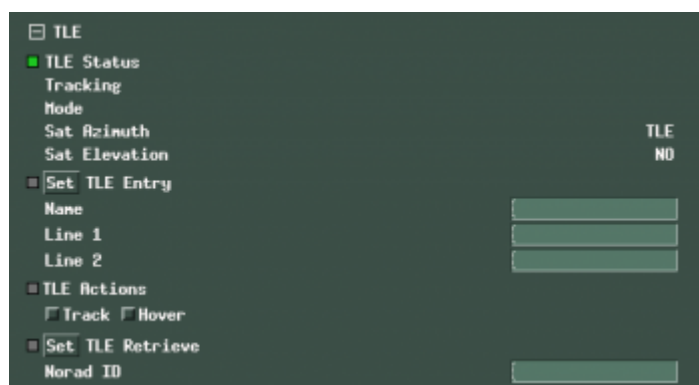 TLE
TLE Status
Tracking
Mode
Sat Azimuth TLE
Sat Elevation NO
Set TLE Entry
Name
Line 1
Line 2
TLE Actions
Track Hover
Set TLE Retrieve
Norad ID